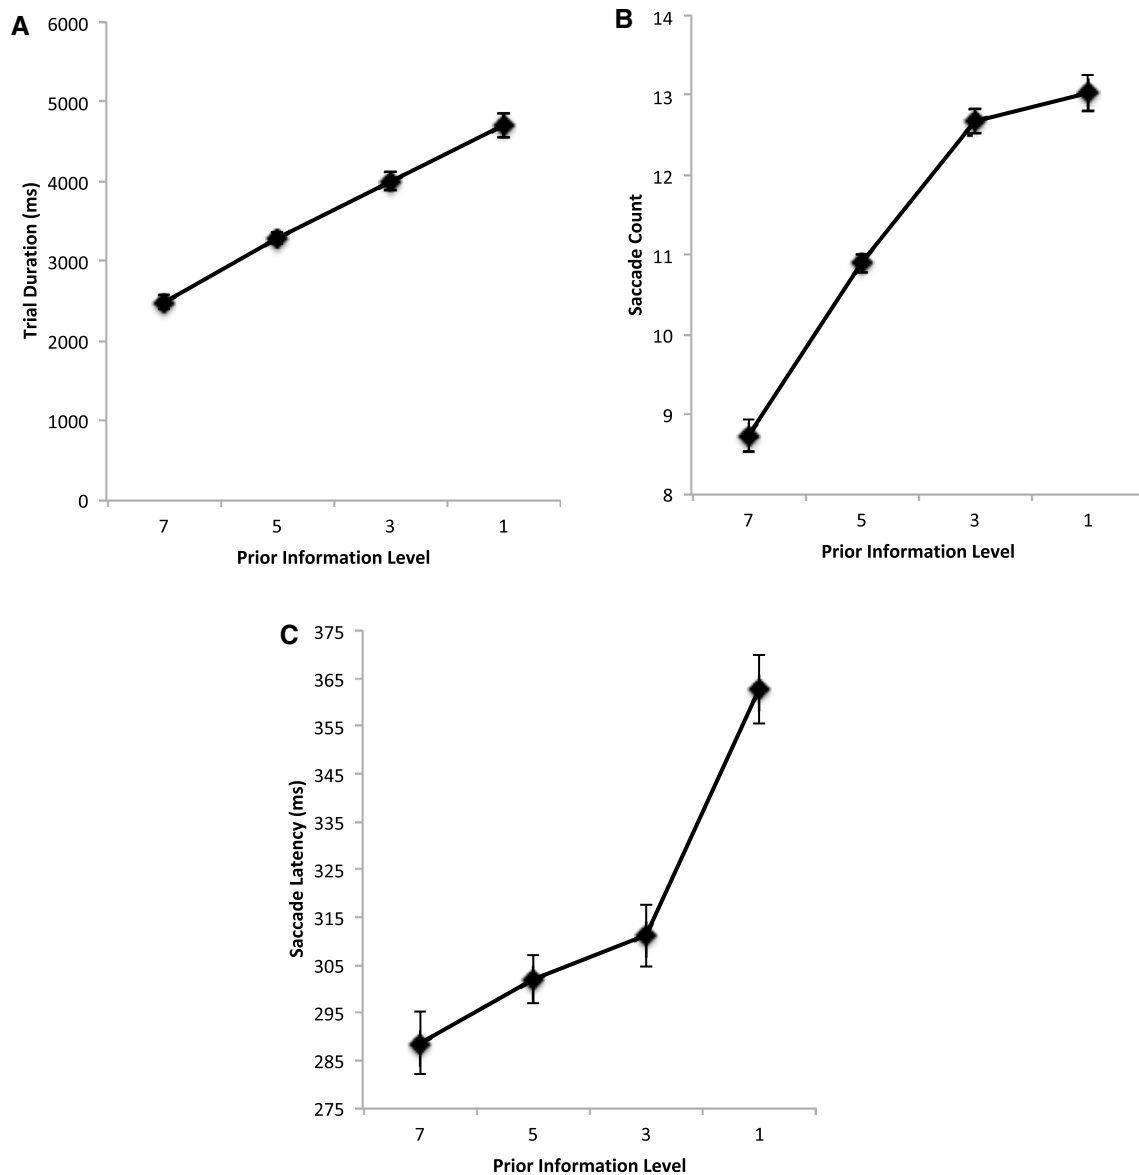 A
6000
5000
4000
3000
2000
1000
0
Trial Duration (ms)
7 5 3 1
Prior Information Level
B
14
13
12
11
10
9
8
Saccade Count
7 5 3 1
Prior Information Level
C
375
365
355
345
335
325
315
305
295
285
275
Saccade Latency (ms)
7 5 3 1
Prior Information Level